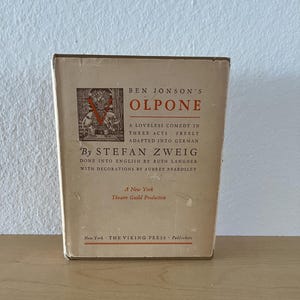 BEN JONSON'S
VOLPONE
A LOVELESS COMEDY IN
THREE ACTS FREELY
ADAPTED INTO GERMAN
By STEFAN ZWEIG
DONE INTO ENGLISH BY RUTH LANGNER
WITH DECORATIONS BY AUBREY BEARDSLEY
A New York
Theatre Guild Production
New York · THE VIKING PRESS · Publishers